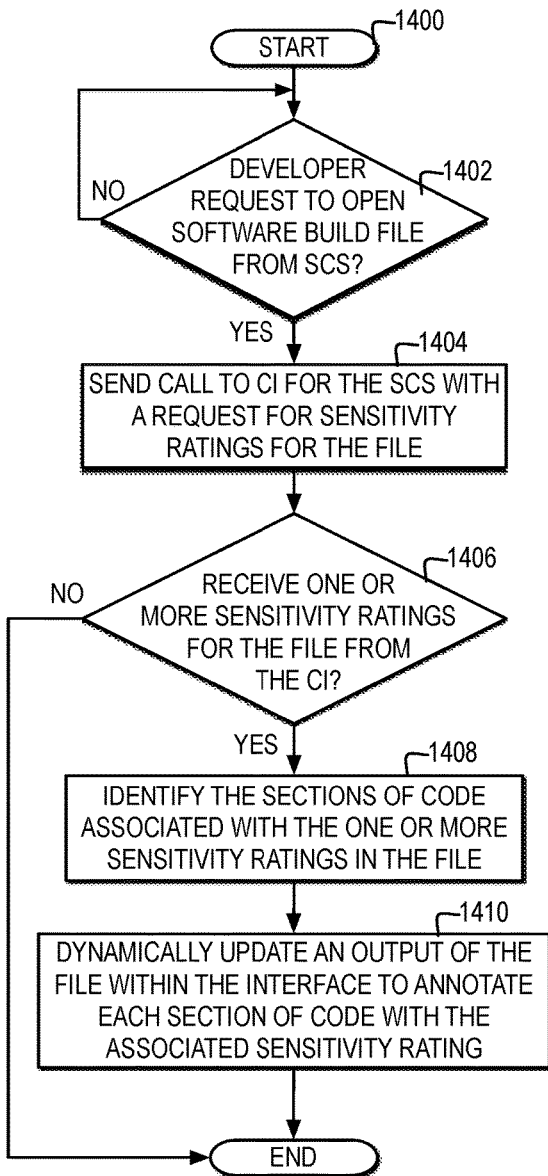 START
1400
DEVELOPER
REQUEST TO OPEN
SOFTWARE BUILD FILE
FROM SCS?
1402
NO
YES
1404
SEND CALL TO CI FOR THE SCS WITH
A REQUEST FOR SENSITIVITY
RATINGS FOR THE FILE
1406
NO
RECEIVE ONE OR
MORE SENSITIVITY RATINGS
FOR THE FILE FROM
THE CI?
YES
1408
IDENTIFY THE SECTIONS OF CODE
ASSOCIATED WITH THE ONE OR MORE
SENSITIVITY RATINGS IN THE FILE
1410
DYNAMICALLY UPDATE AN OUTPUT OF THE
FILE WITHIN THE INTERFACE TO ANNOTATE
EACH SECTION OF CODE WITH THE
ASSOCIATED SENSITIVITY RATING
END